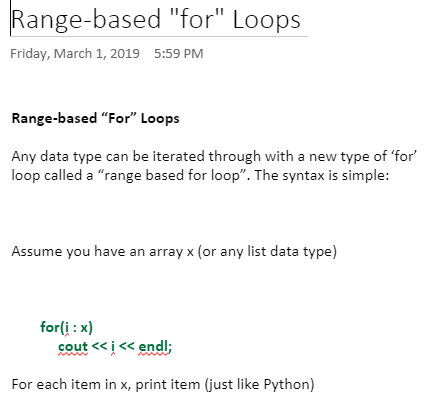 Range-based "for" Loops
Friday, March 1, 2019 5:59 PM
Range-based “For” Loops
Any data type can be iterated through with a new type of ‘for’
loop called a “range based for loop”. The syntax is simple:
Assume you have an array x (or any list data type)
for(i : x)
cout << i << endl;
For each item in x, print item (just like Python)